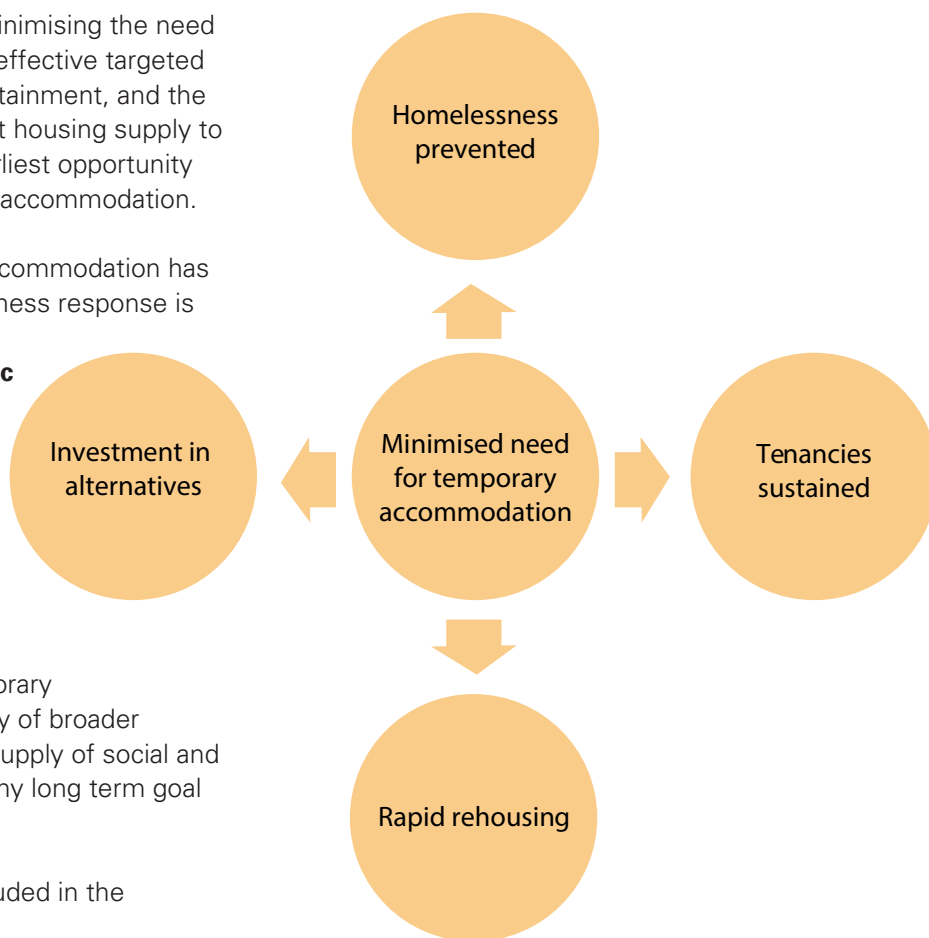 inimising the need
effective targeted
tainment, and the
t housing supply to
rliest opportunity
accommodation.
commodation has
ness response is
c
orary
y of broader
upply of social and
ny long term goal
uded in the
Homelessness
prevented
Investment in
alternatives
Minimised need
for temporary
accommodation
Tenancies
sustained
Rapid rehousing